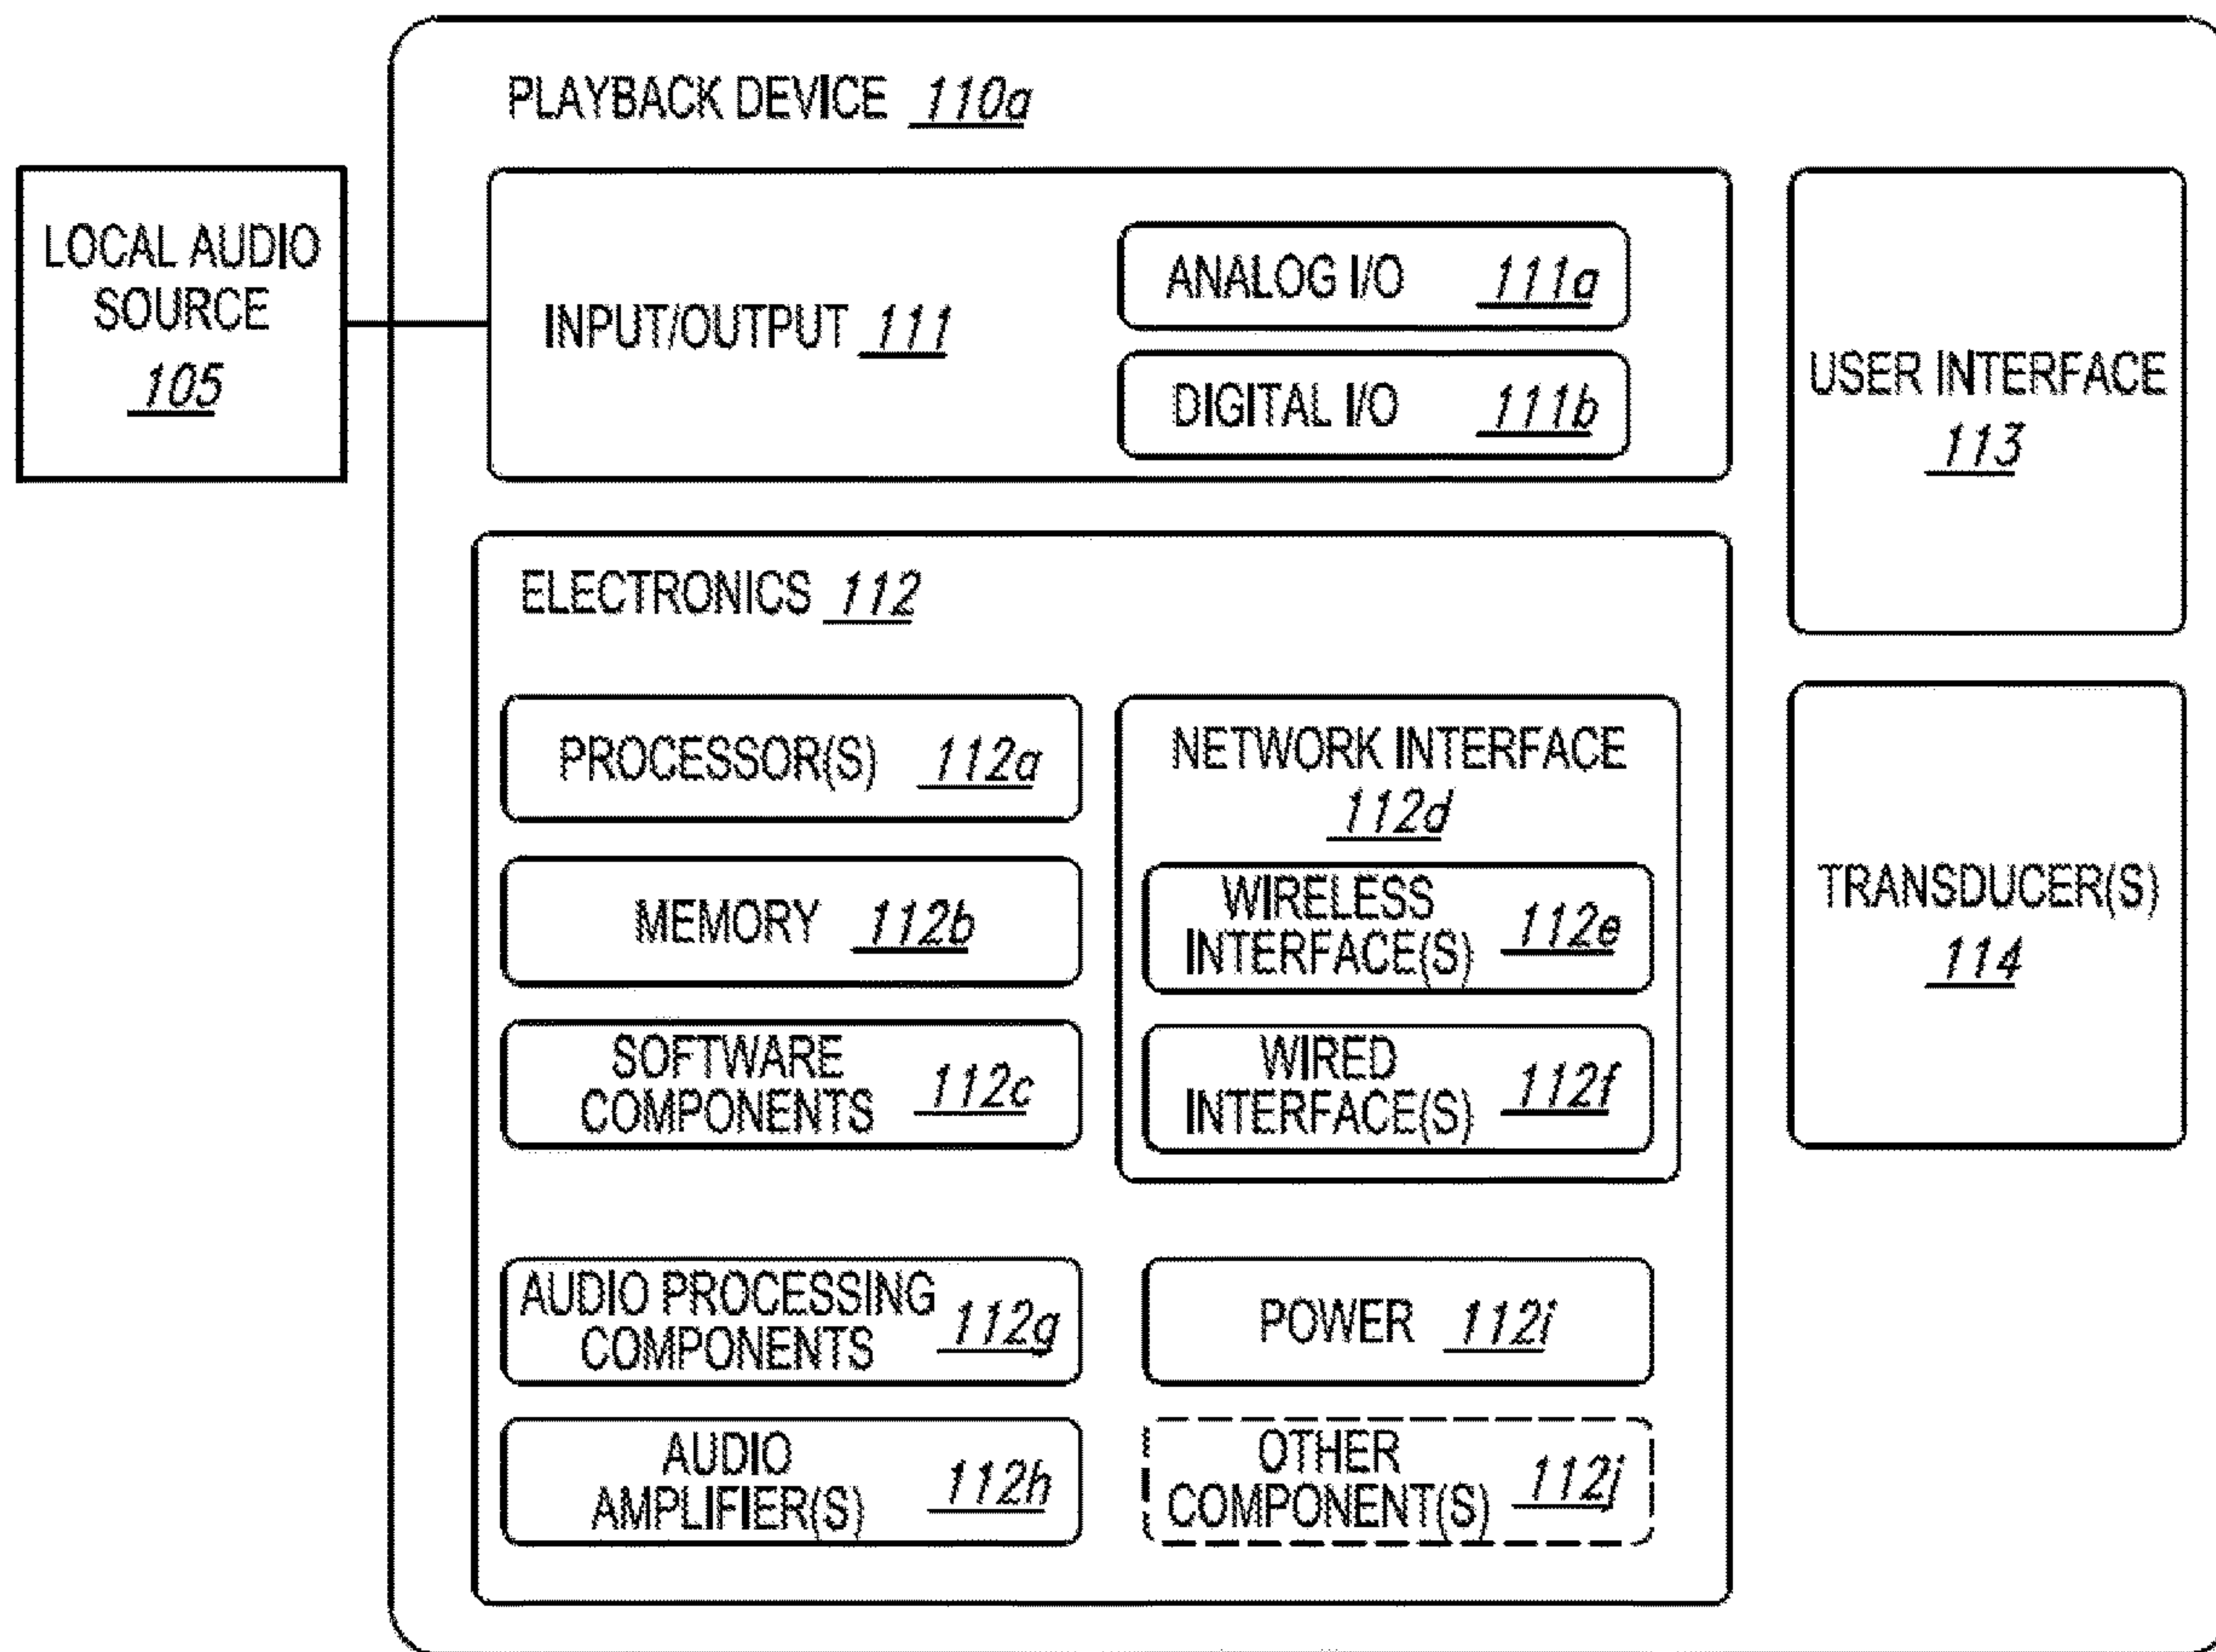 PLAYBACK DEVICE 110a
LOCAL AUDIO
SOURCE
105
INPUT/OUTPUT 111
ANALOG I/O 111a
DIGITAL I/O 111b
USER INTERFACE
113
ELECTRONICS 112
PROCESSOR(S) 112a
MEMORY 112b
SOFTWARE
COMPONENTS 112c
NETWORK INTERFACE
112d
WIRELESS
INTERFACE(S) 112e
WIRED
INTERFACE(S) 112f
TRANSDUCER(S)
114
AUDIO PROCESSING
COMPONENTS 112g
AUDIO
AMPLIFIER(S) 112h
POWER 112i
OTHER
COMPONENT(S) 112j